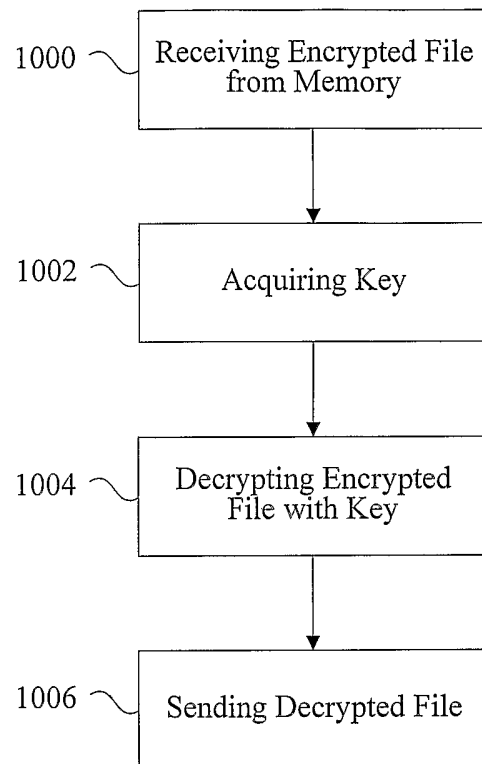 1000
Receiving Encrypted File
from Memory
1002
Acquiring Key
1004
Decrypting Encrypted
File with Key
1006
Sending Decrypted File